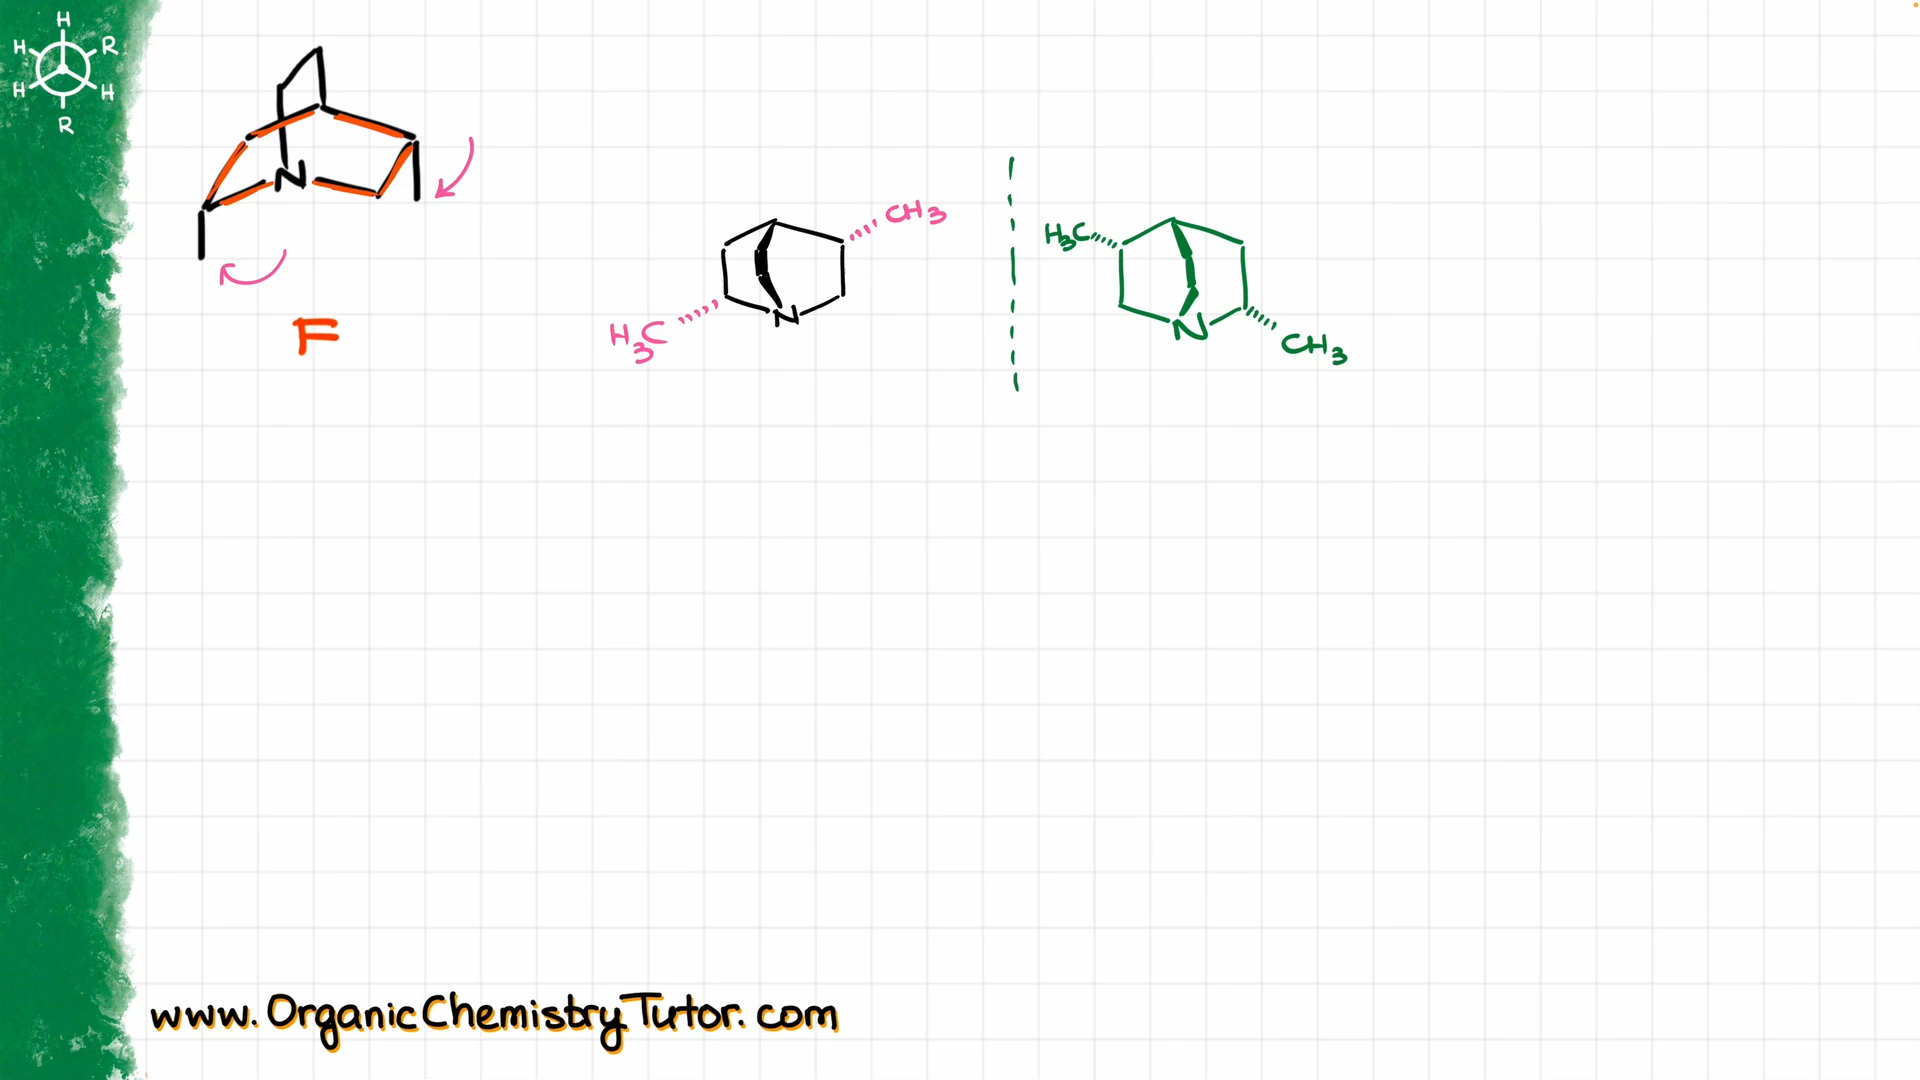 H
H R
H H
R
N
F
CH3
H3C
N
H3C
N
CH3
www.OrganicChemistryTutor.com